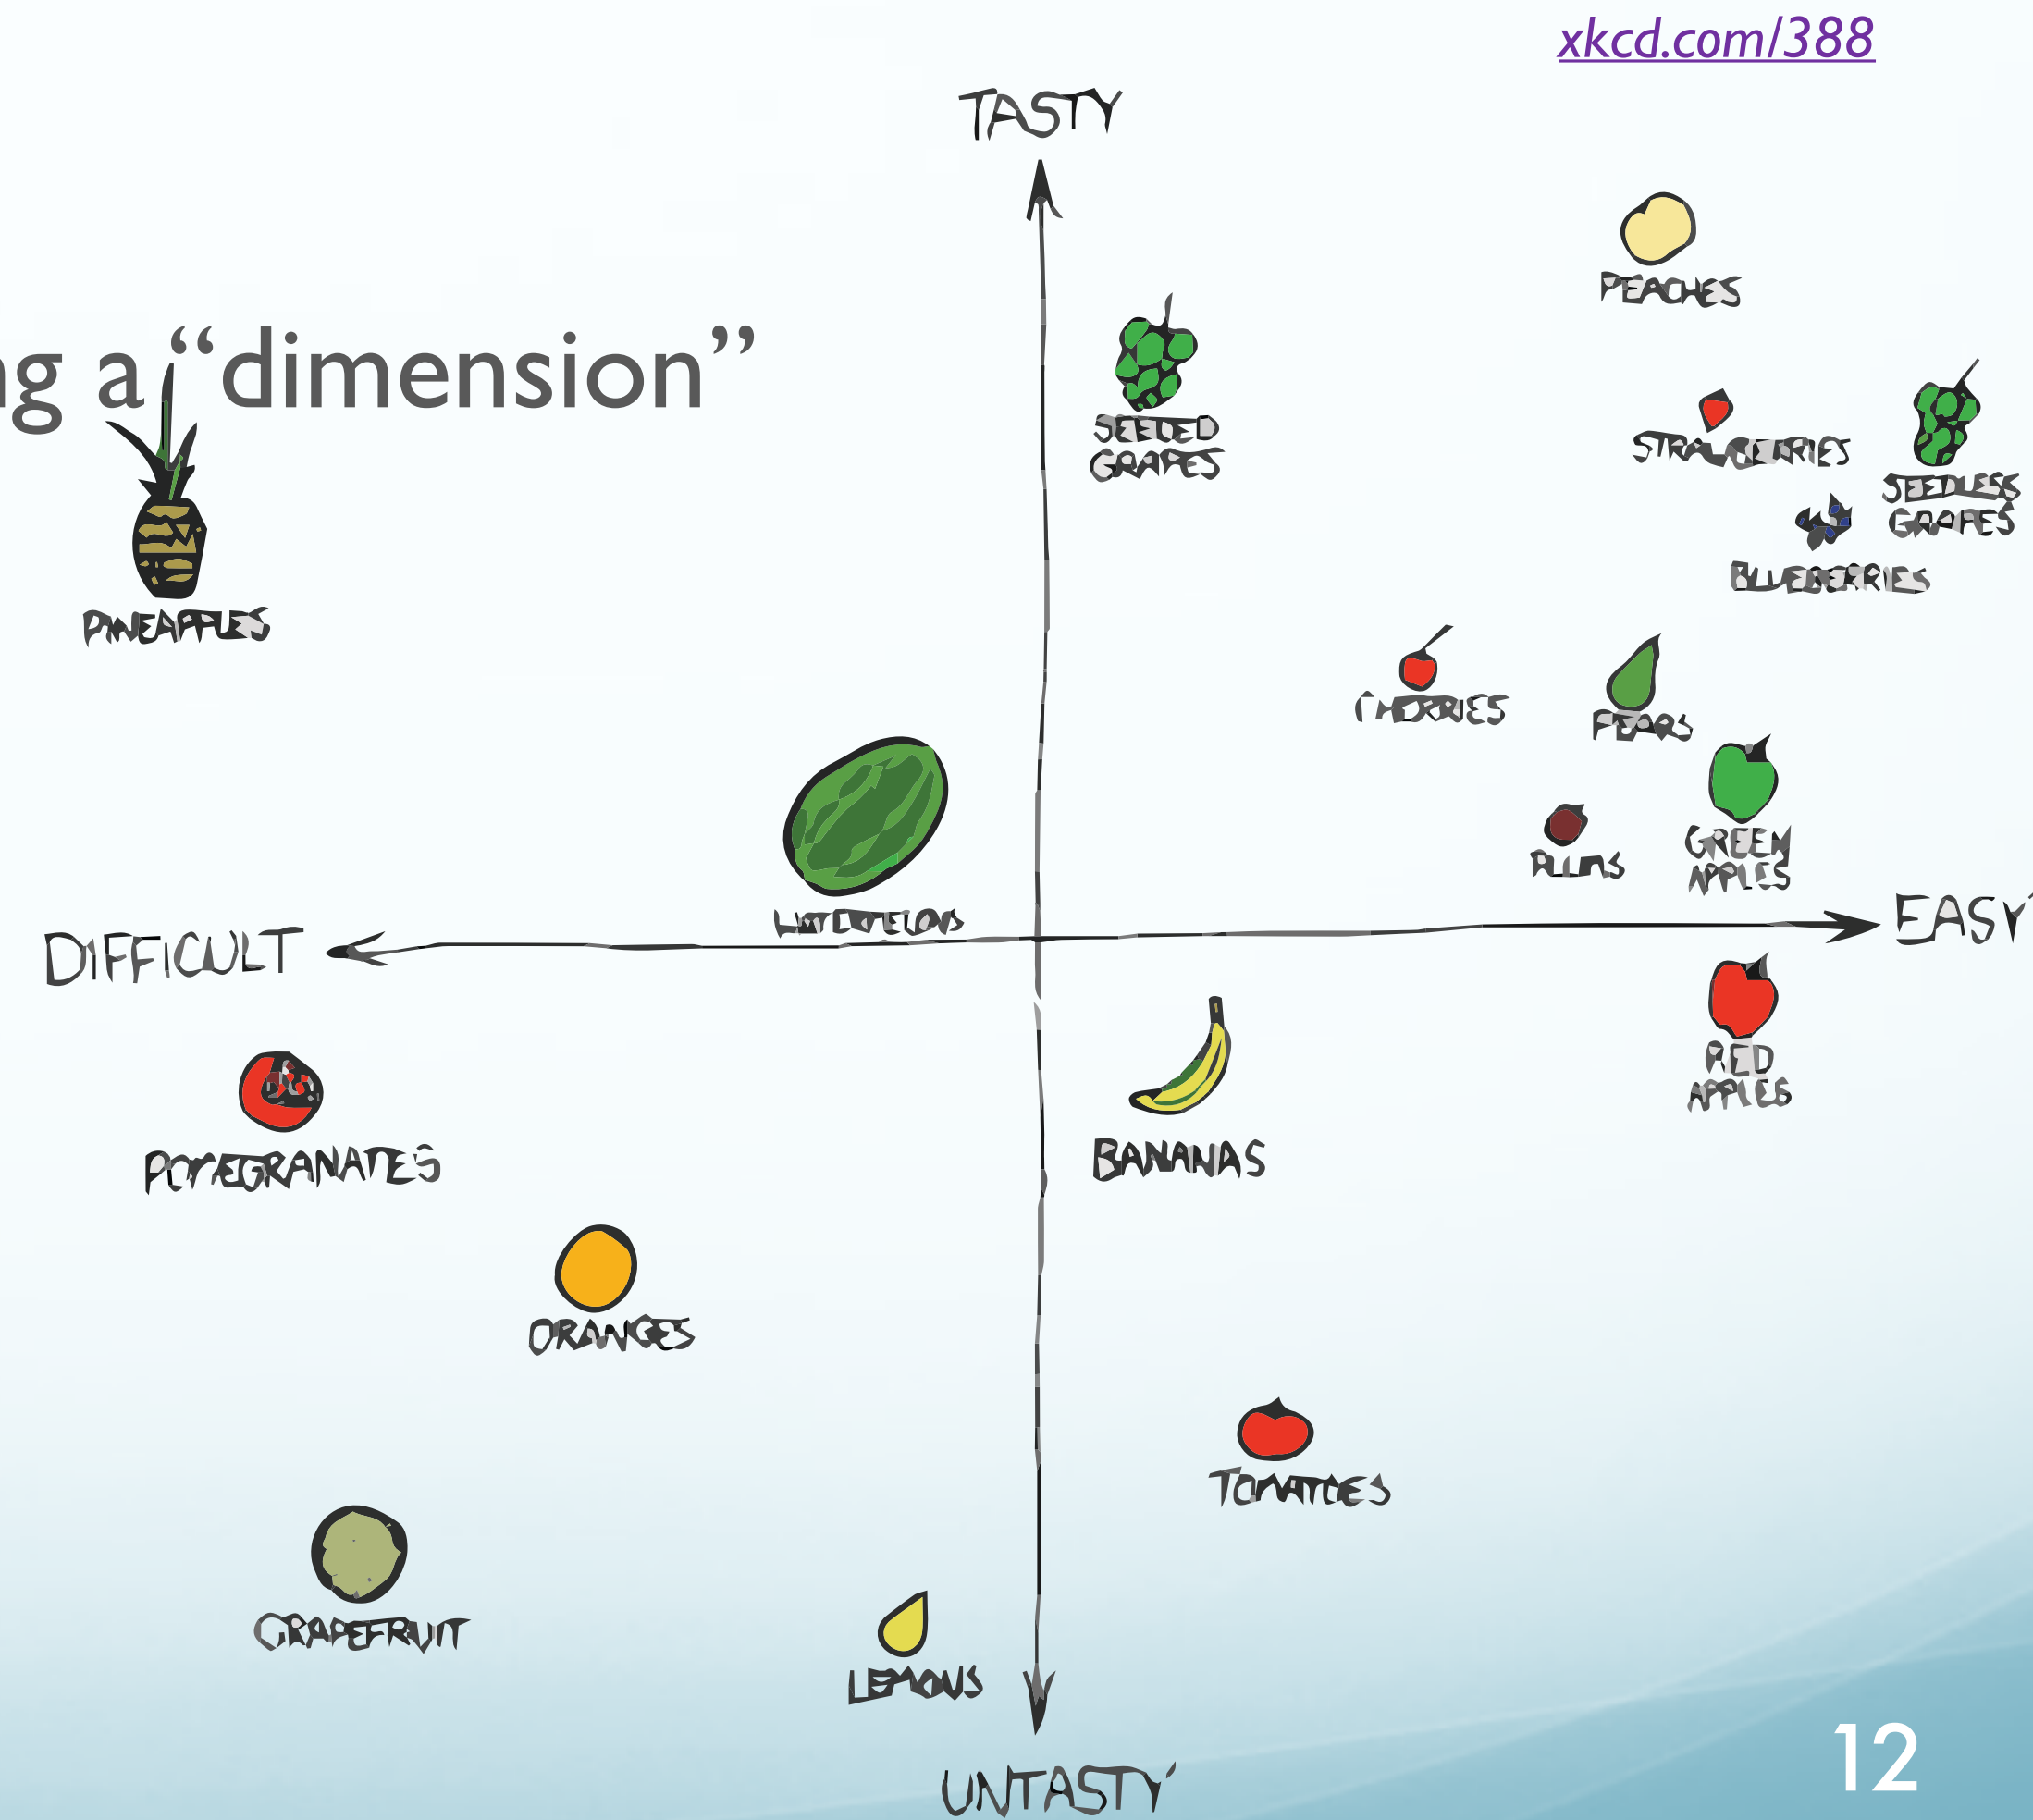 xkcd.com/388
TASTY
PEACHES
ng a “dimension”
SEEDED
GRAPES
STRAWBERRIES
SEEDLESS
GRAPES
BLUEBERRIES
PINEAPPLES
CHERRIES
PEARS
GREEN
APPLES
PLUMS
WATERMELONS
DIFFICULT
EASY
RED
APPLES
POMEGRANATES
BANANAS
ORANGES
TOMATOES
GRAPEFRUIT
LEMONS
12
UNTASTY